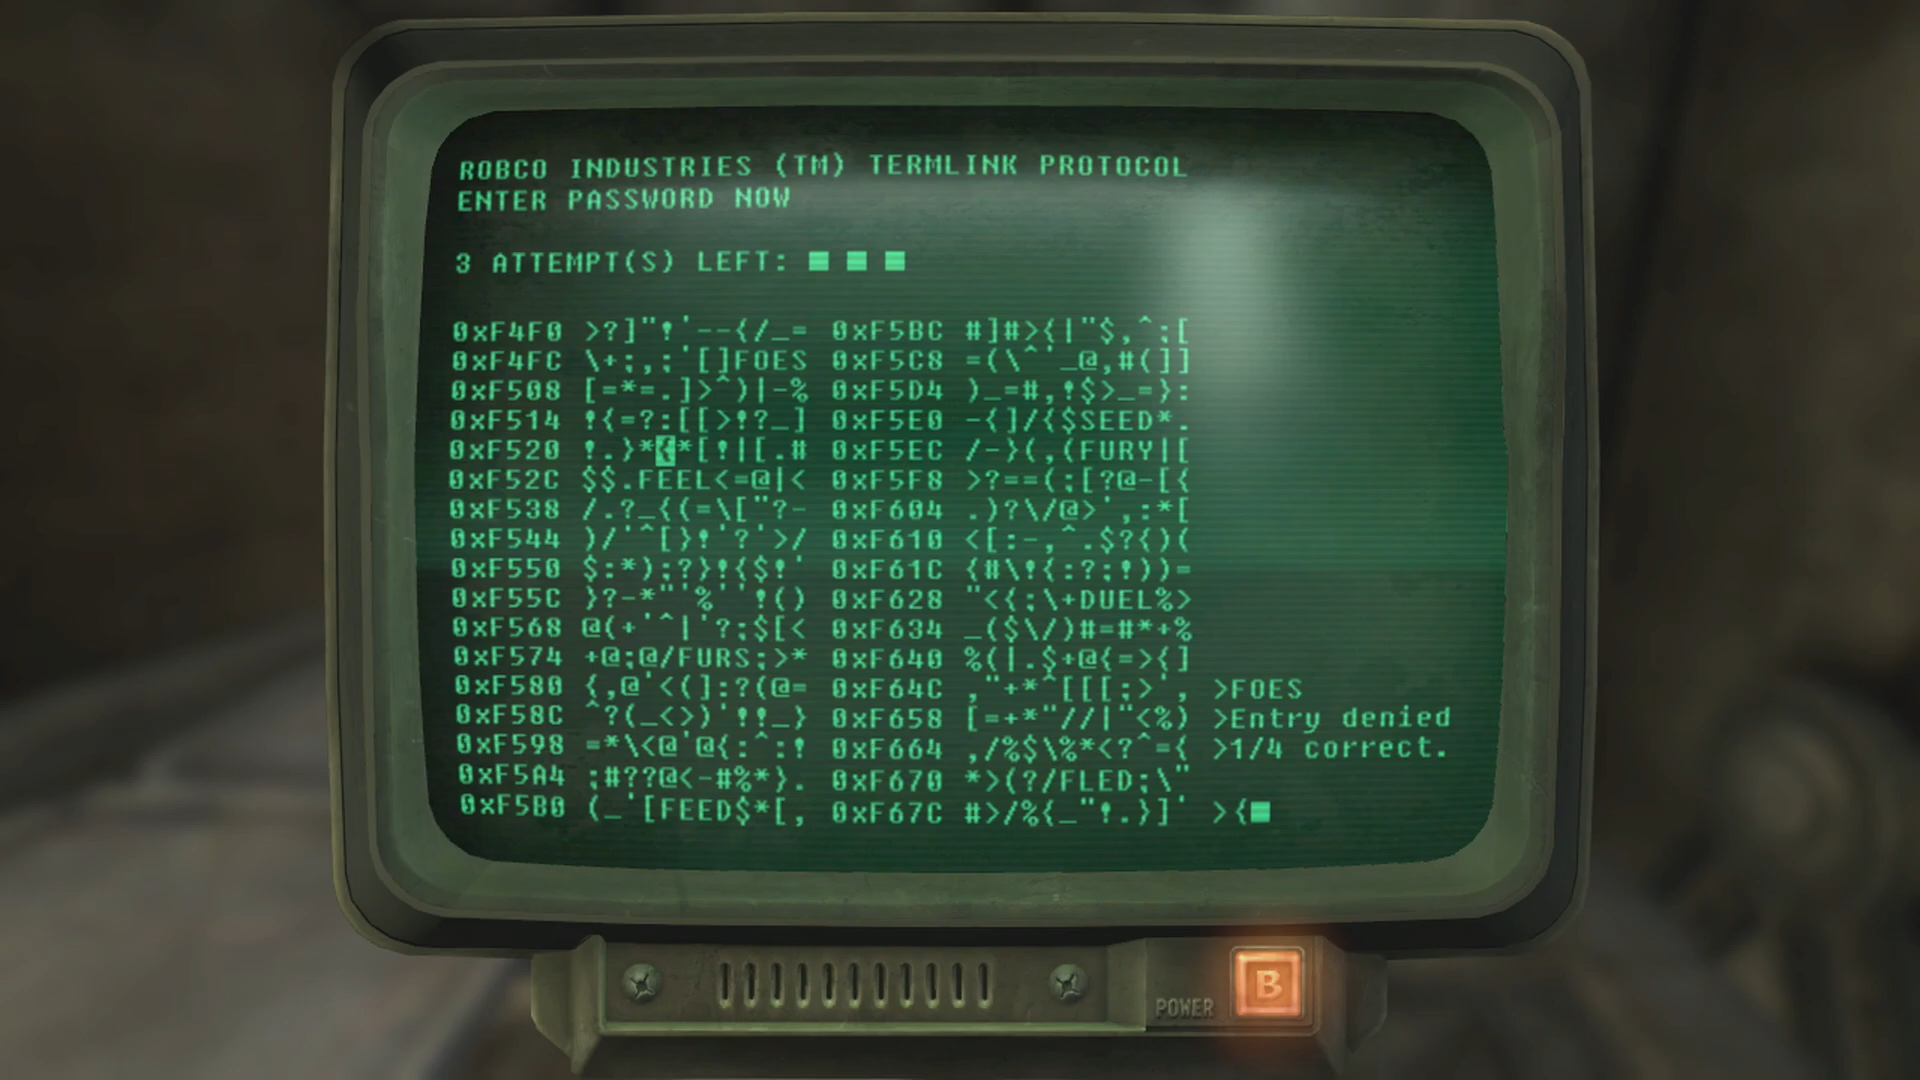 ROBCO INDUSTRIES (TM) TERMLINK PROTOCOL
ENTER PASSWORD NOW
3 ATTEMPT(S) LEFT: ■ ■ ■
0xF4F0 >?]"!'--{/_= 0xF5BC #]#>{|"$,^;[
0xF4FC \+;,;'[]FOES 0xF5C8 =(\^'_@,#(]]
0xF508 [=*=.]>^)|-% 0xF5D4 )_=#,!$>_=}:
0xF514 !{=?:[[>!?_] 0xF5E0 -{]/{$SEED*.
0xF520 !.}*{*[!|[.# 0xF5EC /-}(,(FURY|[
0xF52C $$.FEEL<=@|< 0xF5F8 >?==(;[?@-[{
0xF538 /.?_{(=\["?- 0xF604 .)?\/@>',:*[
0xF544 )/'^[}!'?'>/ 0xF610 <[:-,^.$?{)(
0xF550 $:*);?}!{$!' 0xF61C {#\!{:?;!))=
0xF55C }?-*"'%''!() 0xF628 "<{;\+DUEL%>
0xF568 @(+'^|'?;$[< 0xF634 _($\/)#=#*+%
0xF574 +@;@/FURS;>* 0xF640 %(|.$+@{=>{]
0xF580 {,@'<(]:?(@= 0xF64C ,"+*^[[[;>', >FOES
0xF58C ^?(_<>)'!!_} 0xF658 [=+*"//|"<%) >Entry denied
0xF598 =*\<@'@{:^:! 0xF664 ,/%$\%*<?^={ >1/4 correct.
0xF5A4 ;#??@<-#%*}. 0xF670 *>(?/FLED;\"
0xF5B0 (_'[FEED$*[, 0xF67C #>/%{_"!.}]' >{■
POWER B